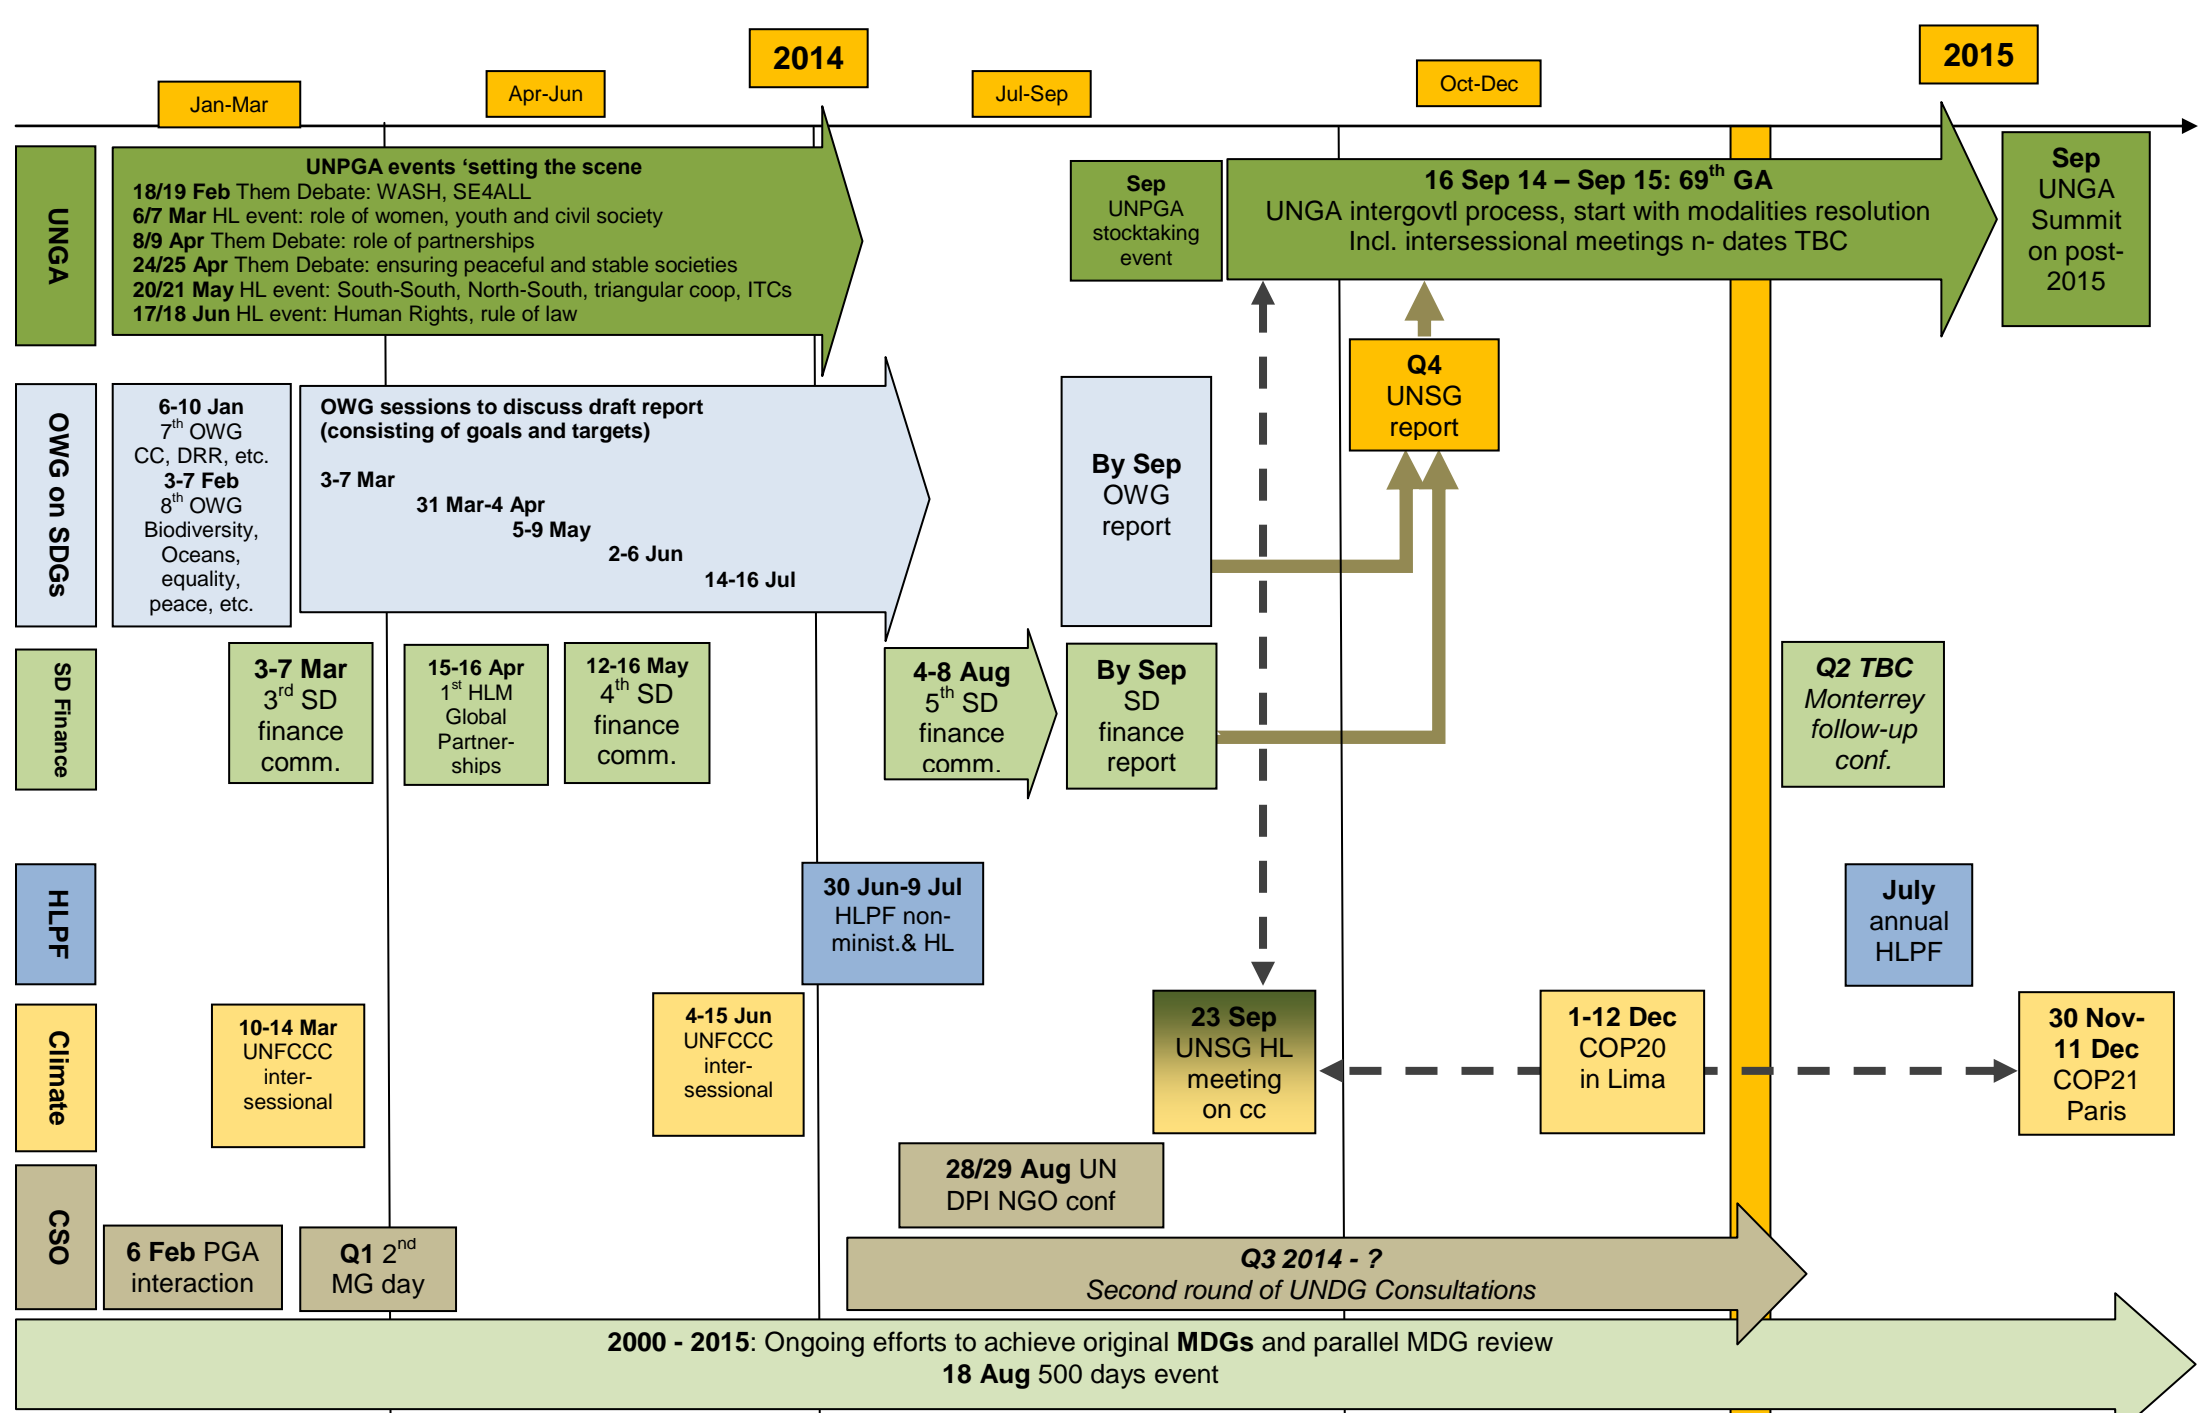 2014
2015
Jan-Mar
Apr-Jun
Jul-Sep
Oct-Dec
UNGA
UNPGA events ‘setting the scene
18/19 Feb Them Debate: WASH, SE4ALL
6/7 Mar HL event: role of women, youth and civil society
8/9 Apr Them Debate: role of partnerships
24/25 Apr Them Debate: ensuring peaceful and stable societies
20/21 May HL event: South-South, North-South, triangular coop, ITCs
17/18 Jun HL event: Human Rights, rule of law
Sep
UNPGA
stocktaking
event
16 Sep 14 – Sep 15: 69th GA
UNGA intergovtl process, start with modalities resolution
Incl. intersessional meetings n- dates TBC
Sep
UNGA
Summit
on post-
2015
OWG on SDGs
6-10 Jan
7th OWG
CC, DRR, etc.
3-7 Feb
8th OWG
Biodiversity,
Oceans,
equality,
peace, etc.
OWG sessions to discuss draft report
(consisting of goals and targets)
3-7 Mar
31 Mar-4 Apr
5-9 May
2-6 Jun
14-16 Jul
By Sep
OWG
report
Q4
UNSG
report
SD Finance
3-7 Mar
3rd SD
finance
comm.
15-16 Apr
1st HLM
Global
Partner-
ships
12-16 May
4th SD
finance
comm.
4-8 Aug
5th SD
finance
comm.
By Sep
SD
finance
report
Q2 TBC
Monterrey
follow-up
conf.
HLPF
30 Jun-9 Jul
HLPF non-
minist.& HL
July
annual
HLPF
Climate
10-14 Mar
UNFCCC
inter-
sessional
4-15 Jun
UNFCCC
inter-
sessional
23 Sep
UNSG HL
meeting
on cc
1-12 Dec
COP20
in Lima
30 Nov-
11 Dec
COP21
Paris
CSO
6 Feb PGA
interaction
Q1 2nd
MG day
28/29 Aug UN
DPI NGO conf
Q3 2014 - ?
Second round of UNDG Consultations
2000 - 2015: Ongoing efforts to achieve original MDGs and parallel MDG review
18 Aug 500 days event